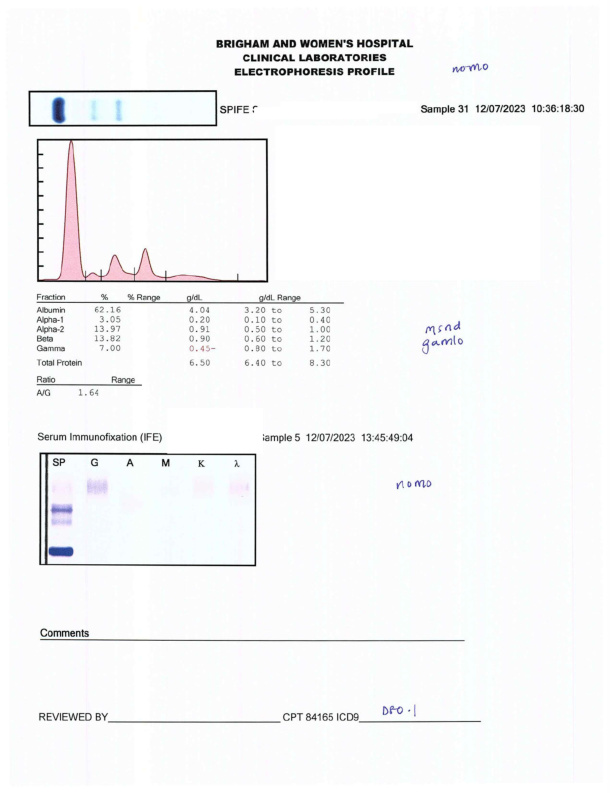 BRIGHAM AND WOMEN'S HOSPITAL
CLINICAL LABORATORIES
ELECTROPHORESIS PROFILE
nomo
SPIFE
Sample 31 12/07/2023 10:36:18:30
Fraction % % Range g/dL g/dL Range
Albumin 62.16 4.04 3.20 to 5.30
Alpha-1 3.05 0.20 0.10 to 0.40
Alpha-2 13.97 0.91 0.50 to 1.00
Beta 13.82 0.90 0.60 to 1.20
Gamma 7.00 0.45- 0.80 to 1.70
Total Protein 6.50 6.40 to 8.30
msnd
gamlo
Ratio Range
A/G 1.64
Serum Immunofixation (IFE)
ample 5 12/07/2023 13:45:49:04
SP G A M K λ
nomo
Comments
REVIEWED BY CPT 84165 ICD9